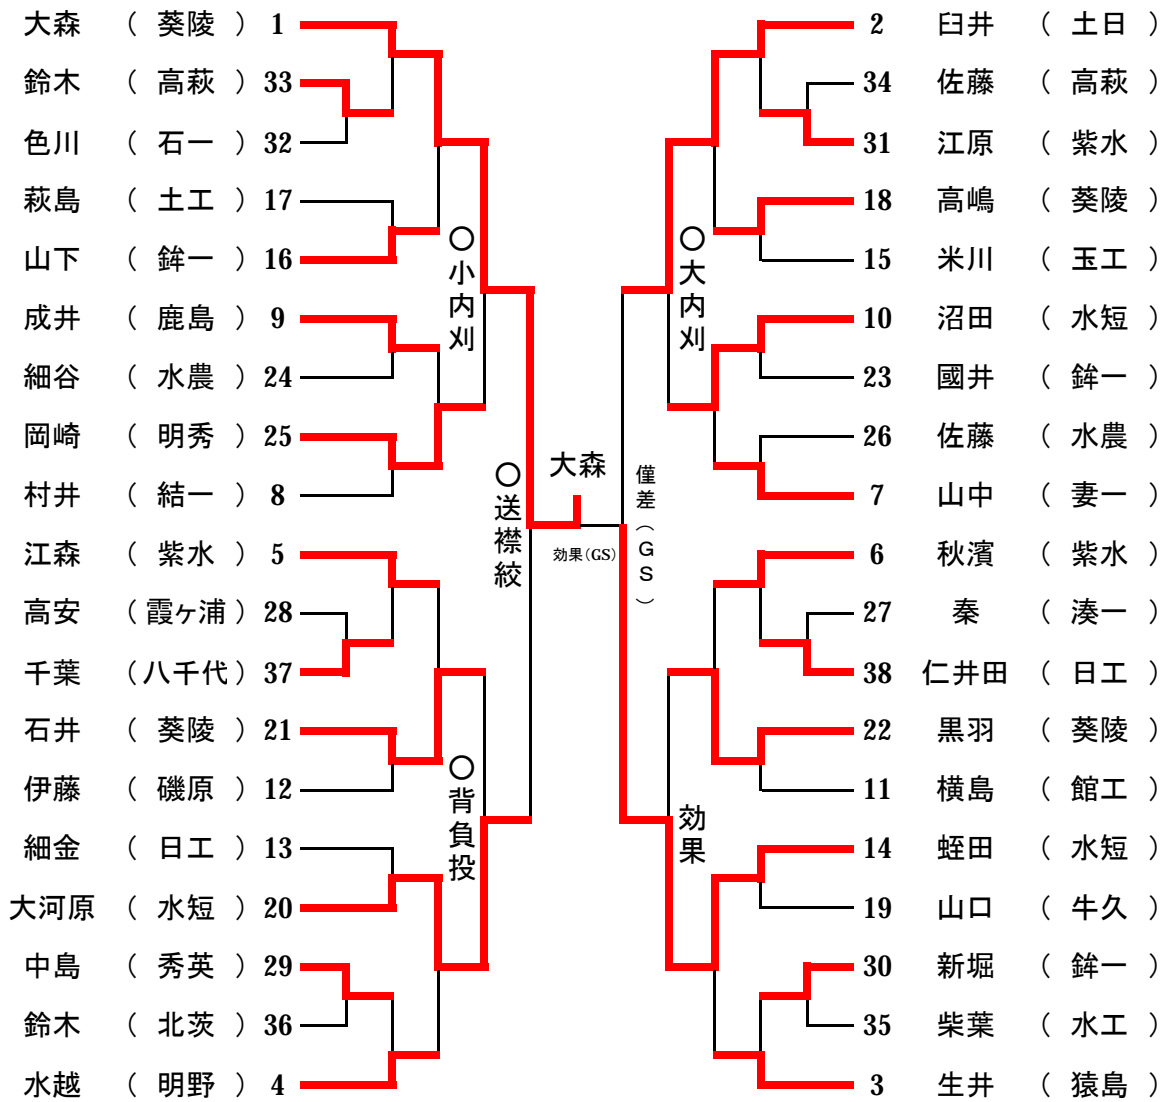 大森 （ 葵陵 ） 1
鈴木 （ 高萩 ） 33
色川 （ 石一 ） 32
萩島 （ 土工 ） 17
山下 （ 鉾一 ） 16
成井 （ 鹿島 ） 9
細谷 （ 水農 ） 24
岡崎 （ 明秀 ） 25
村井 （ 結一 ） 8
江森 （ 紫水 ） 5
高安 （ 霞ヶ浦 ） 28
千葉 （ 八千代 ） 37
石井 （ 葵陵 ） 21
伊藤 （ 磯原 ） 12
細金 （ 日工 ） 13
大河原 （ 水短 ） 20
中島 （ 秀英 ） 29
鈴木 （ 北茨 ） 36
水越 （ 明野 ） 4
〇小内刈
〇背負投
〇送襟絞
大森
効果（GS）
僅差（GS）
〇大内刈
効果
2 臼井 （ 土日 ）
34 佐藤 （ 高萩 ）
31 江原 （ 紫水 ）
18 高嶋 （ 葵陵 ）
15 米川 （ 玉工 ）
10 沼田 （ 水短 ）
23 國井 （ 鉾一 ）
26 佐藤 （ 水農 ）
7 山中 （ 妻一 ）
6 秋濱 （ 紫水 ）
27 秦 （ 湊一 ）
38 仁井田 （ 日工 ）
22 黒羽 （ 葵陵 ）
11 横島 （ 館工 ）
14 蛭田 （ 水短 ）
19 山口 （ 牛久 ）
30 新堀 （ 鉾一 ）
35 柴葉 （ 水工 ）
3 生井 （ 猿島 ）